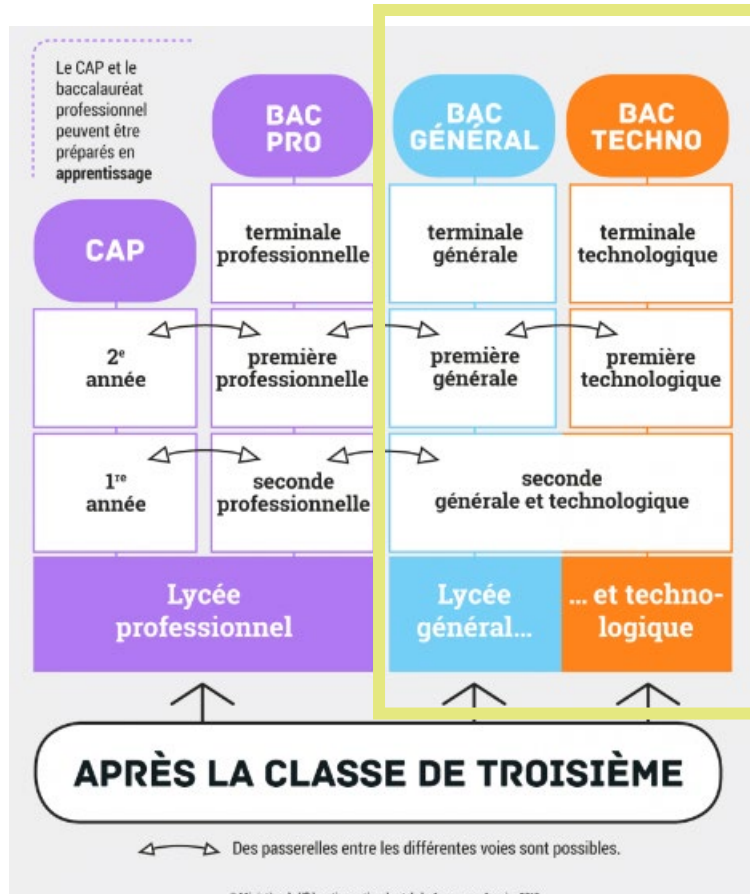 Le CAP et le
baccalauréat
professionnel
peuvent être
préparés en
apprentissage
BAC
PRO
BAC
GÉNÉRAL
BAC
TECHNO
CAP
terminale
professionnelle
terminale
générale
terminale
technologique
2e
année
première
professionnelle
première
générale
première
technologique
1re
année
seconde
professionnelle
seconde
générale et technologique
Lycée
professionnel
Lycée
général...
... et techno-
logique
APRÈS LA CLASSE DE TROISIÈME
Des passerelles entre les différentes voies sont possibles.